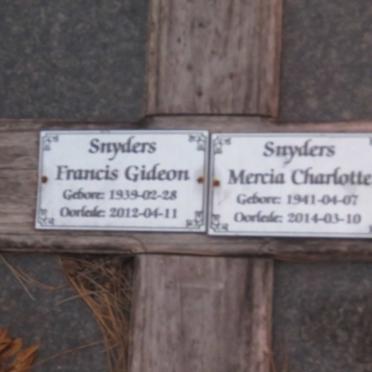 Snyders
Francis Gideon
Gebore: 1939-02-28
Oorlede: 2012-04-11
Snyders
Mercia Charlotte
Gebore: 1941-04-07
Oorlede: 2014-03-10